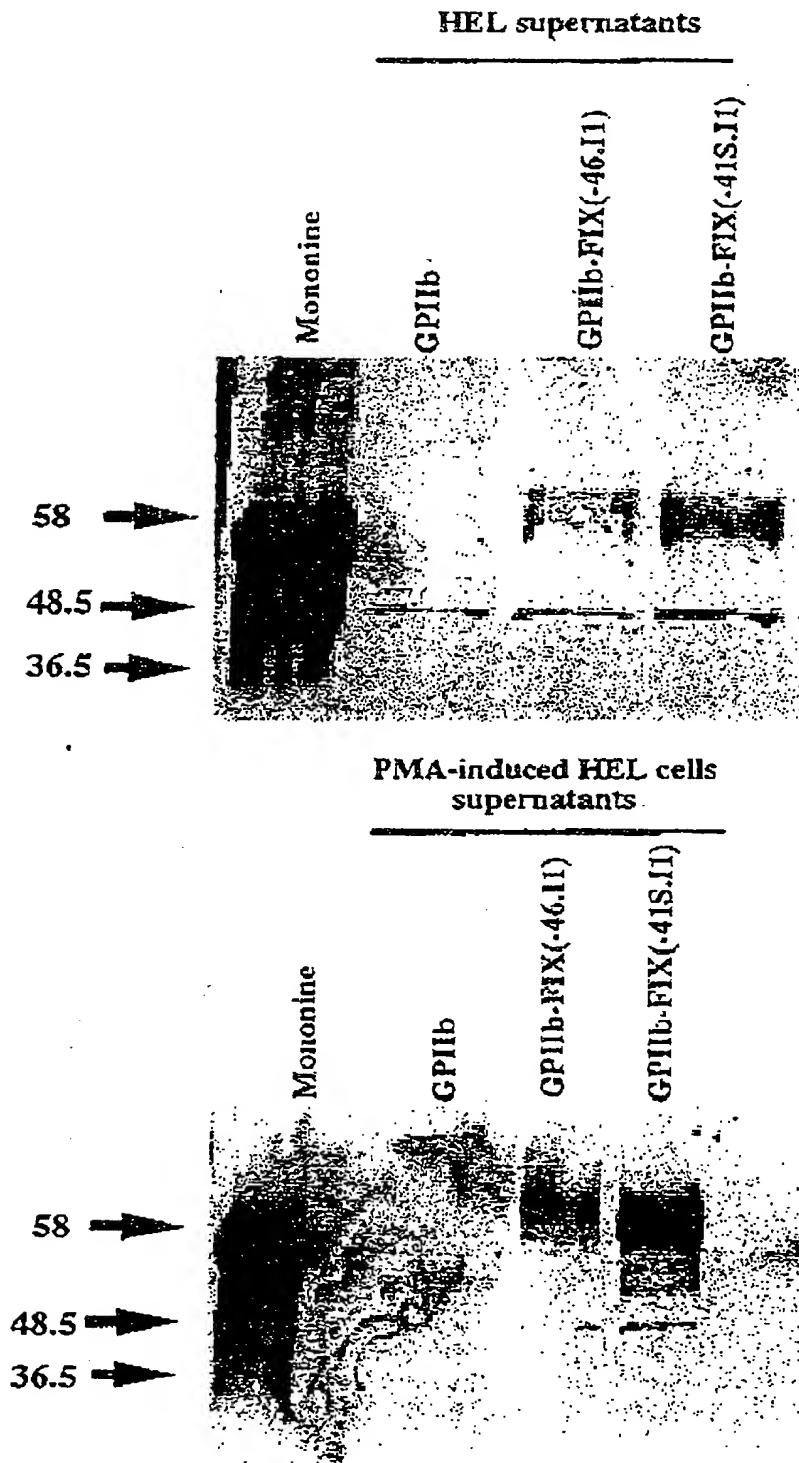 HEL supernatants
Mononine
GPIIb
GPIIb-FIX(-46.I1)
GPIIb-FIX(-41S.I1)
58
48.5
36.5
PMA-induced HEL cells
supernatants
Mononine
GPIIb
GPIIb-FIX(-46.I1)
GPIIb-FIX(-41S.I1)
58
48.5
36.5